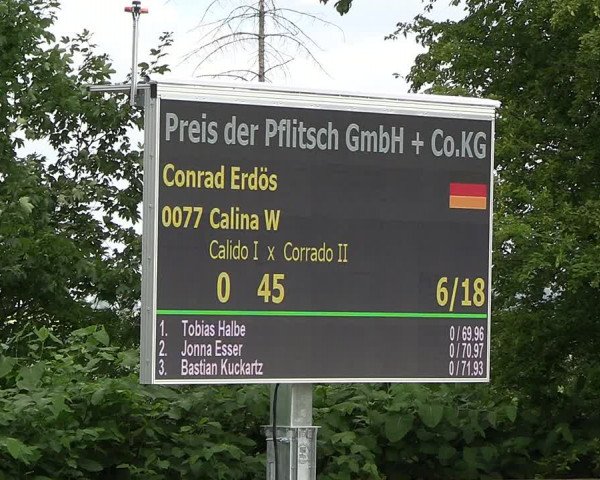 Preis der Pflitsch GmbH + Co.KG
Conrad Erdös
0077 Calina W
Calido I x Corrado II
0 45 6/18
1. Tobias Halbe 0 / 69.96
2. Jonna Esser 0 / 70.97
3. Bastian Kuckartz 0 / 71.93